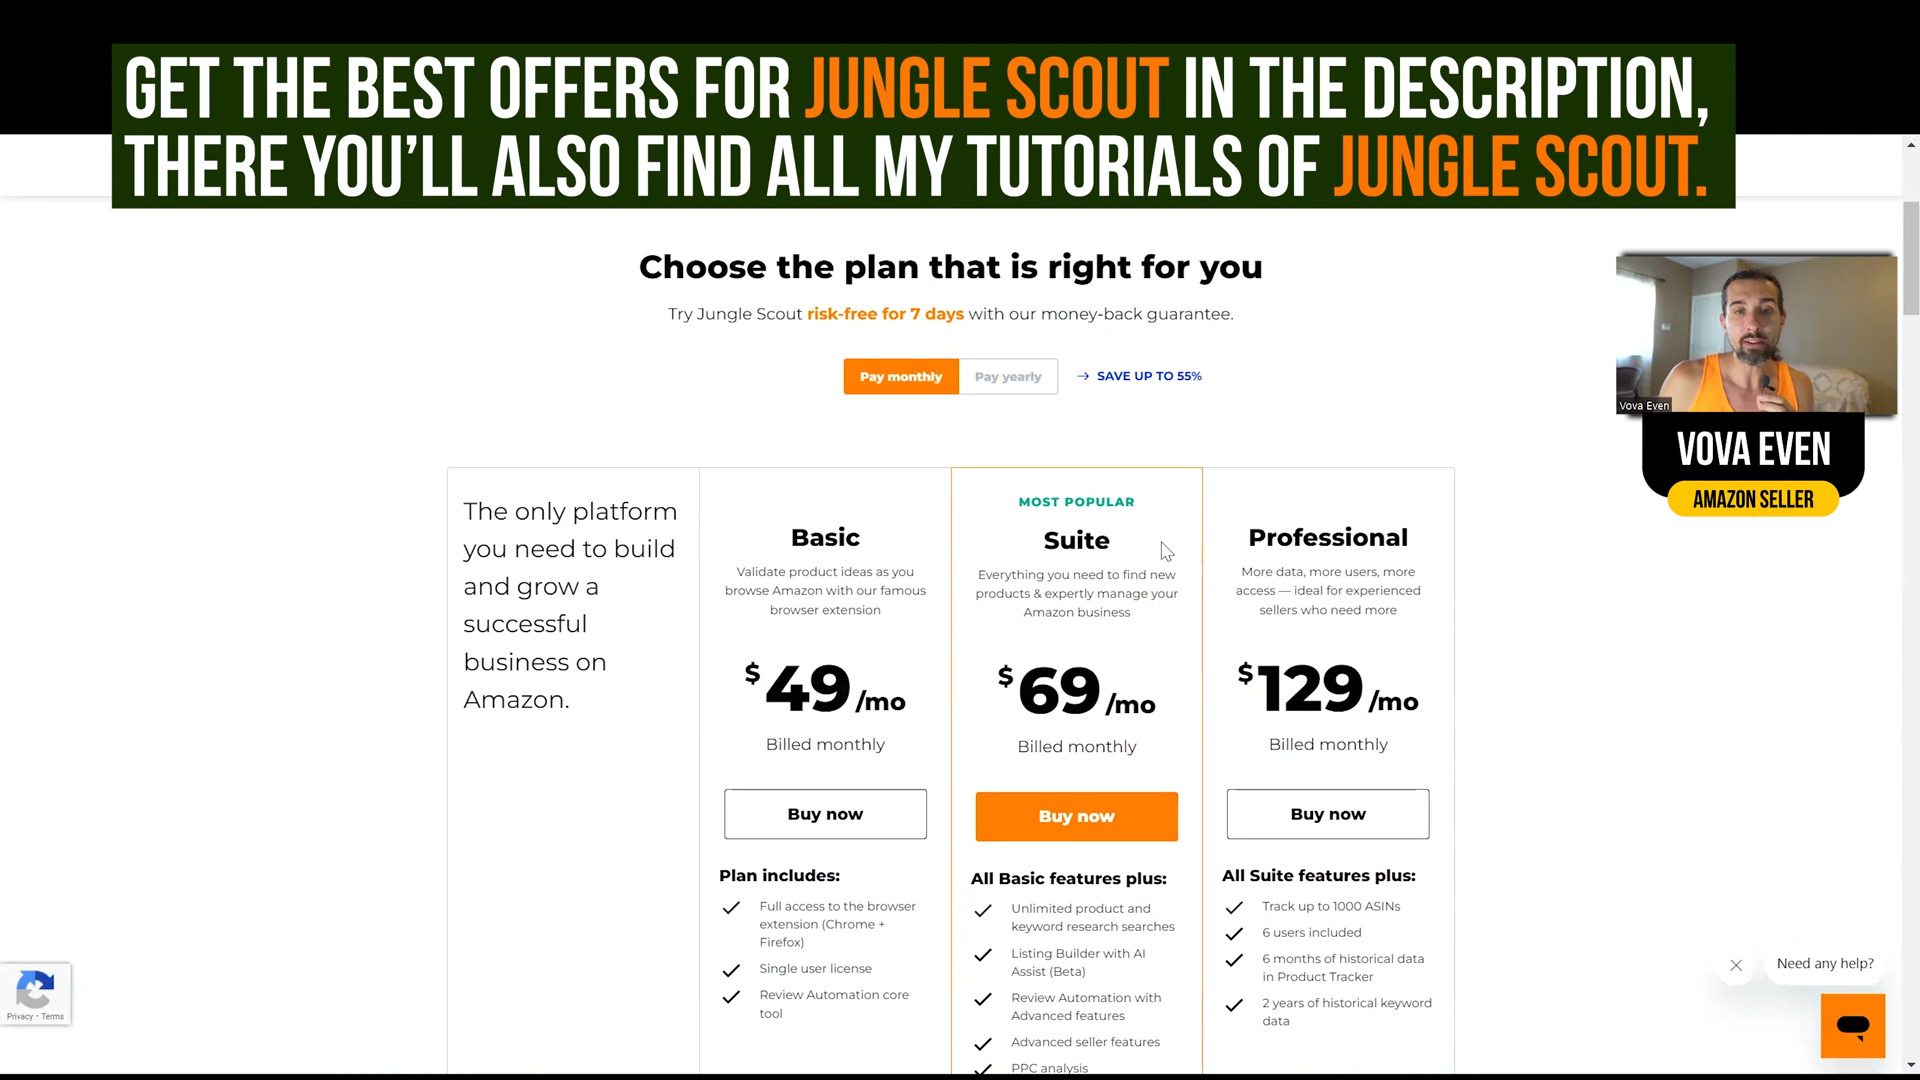 GET THE BEST OFFERS FOR JUNGLE SCOUT IN THE DESCRIPTION,
THERE YOU'LL ALSO FIND ALL MY TUTORIALS OF JUNGLE SCOUT.
Choose the plan that is right for you
Try Jungle Scout risk-free for 7 days with our money-back guarantee.
Pay monthly
Pay yearly
→ SAVE UP TO 55%
Vova Even
VOVA EVEN
AMAZON SELLER
The only platform
you need to build
and grow a
successful
business on
Amazon.
Basic
Validate product ideas as you
browse Amazon with our famous
browser extension
$49/mo
Billed monthly
Buy now
Plan includes:
Full access to the browser
extension (Chrome +
Firefox)
Single user license
Review Automation core
tool
MOST POPULAR
Suite
Everything you need to find new
products & expertly manage your
Amazon business
$69/mo
Billed monthly
Buy now
All Basic features plus:
Unlimited product and
keyword research searches
Listing Builder with AI
Assist (Beta)
Review Automation with
Advanced features
Advanced seller features
PPC analysis
Professional
More data, more users, more
access — ideal for experienced
sellers who need more
$129/mo
Billed monthly
Buy now
All Suite features plus:
Track up to 1000 ASINs
6 users included
6 months of historical data
in Product Tracker
2 years of historical keyword
data
Need any help?
Privacy - Terms